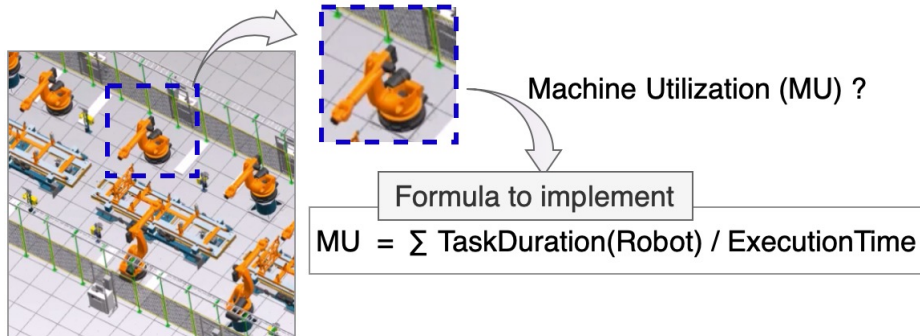 Machine Utilization (MU) ?
Formula to implement
MU = ∑ TaskDuration(Robot) / ExecutionTime